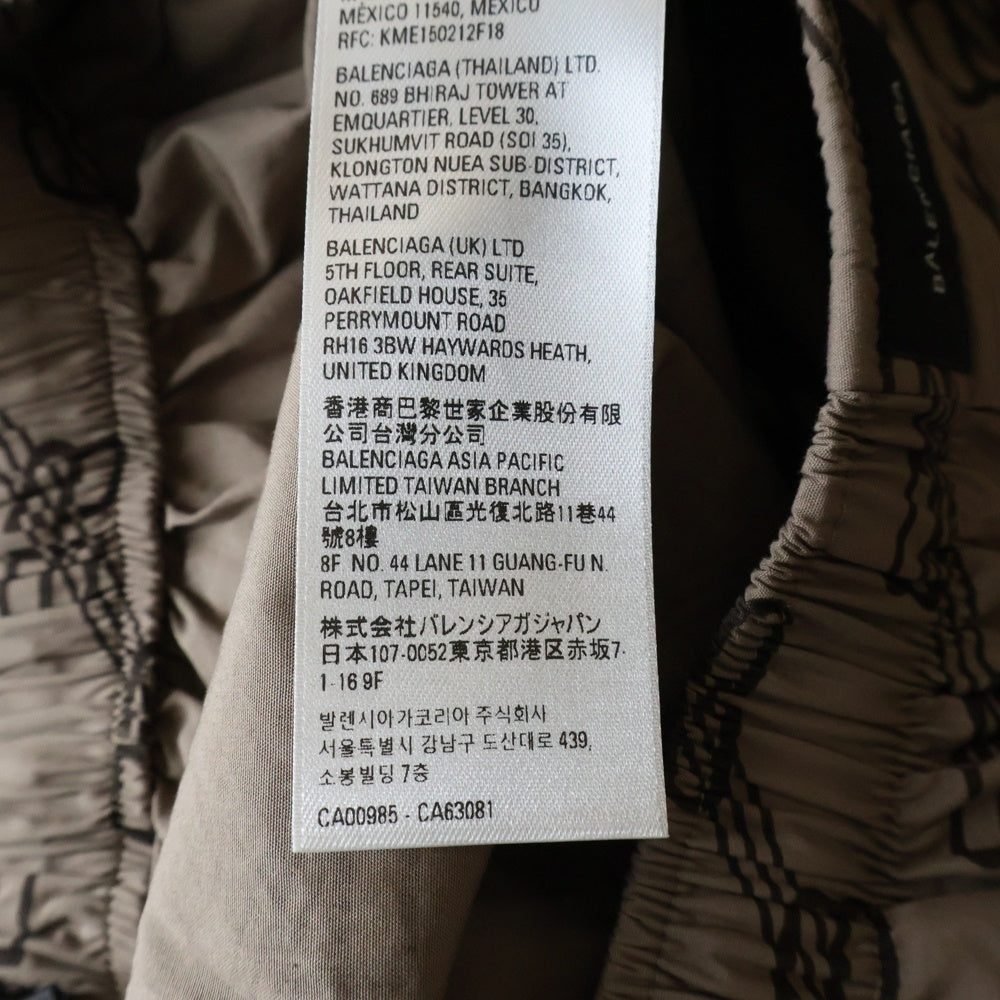 MÉXICO 11540, MÉXICO
RFC: KME150212F18
BALENCIAGA (THAILAND) LTD.
NO. 689 BHIRAJ TOWER AT
EMQUARTIER, LEVEL 30,
SUKHUMVIT ROAD (SOI 35),
KLONGTON NUEA SUB-DISTRICT,
WATTANA DISTRICT, BANGKOK,
THAILAND
BALENCIAGA (UK) LTD
5TH FLOOR, REAR SUITE,
OAKFIELD HOUSE, 35
PERRYMOUNT ROAD
RH16 3BW HAYWARDS HEATH,
UNITED KINGDOM
香港商巴黎世家企業股份有限
公司台灣分公司
BALENCIAGA ASIA PACIFIC
LIMITED TAIWAN BRANCH
台北市松山區光復北路11巷44
號8樓
8F NO. 44 LANE 11 GUANG-FU N.
ROAD, TAPEI, TAIWAN
株式会社バレンシアガジャパン
日本107-0052東京都港区赤坂7-
1-16 9F
발렌시아가코리아 주식회사
서울특별시 강남구 도산대로 439,
소봉빌딩 7층
CA00985 - CA63081
BALENCIAGA